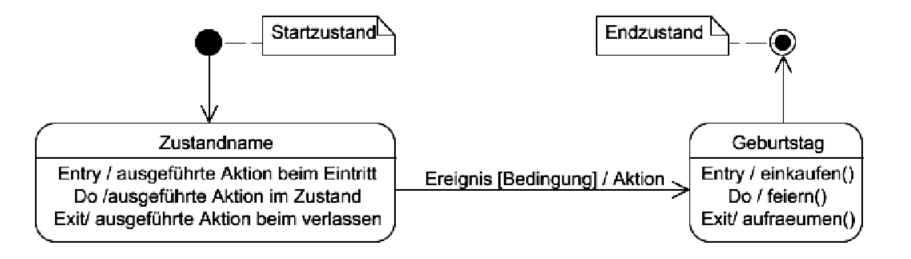 Startzustand
Endzustand
Zustandname
Entry / ausgeführte Aktion beim Eintritt
Do /ausgeführte Aktion im Zustand
Exit/ ausgeführte Aktion beim verlassen
Ereignis [Bedingung] / Aktion
Geburtstag
Entry / einkaufen()
Do / feiern()
Exit/ aufraeumen()